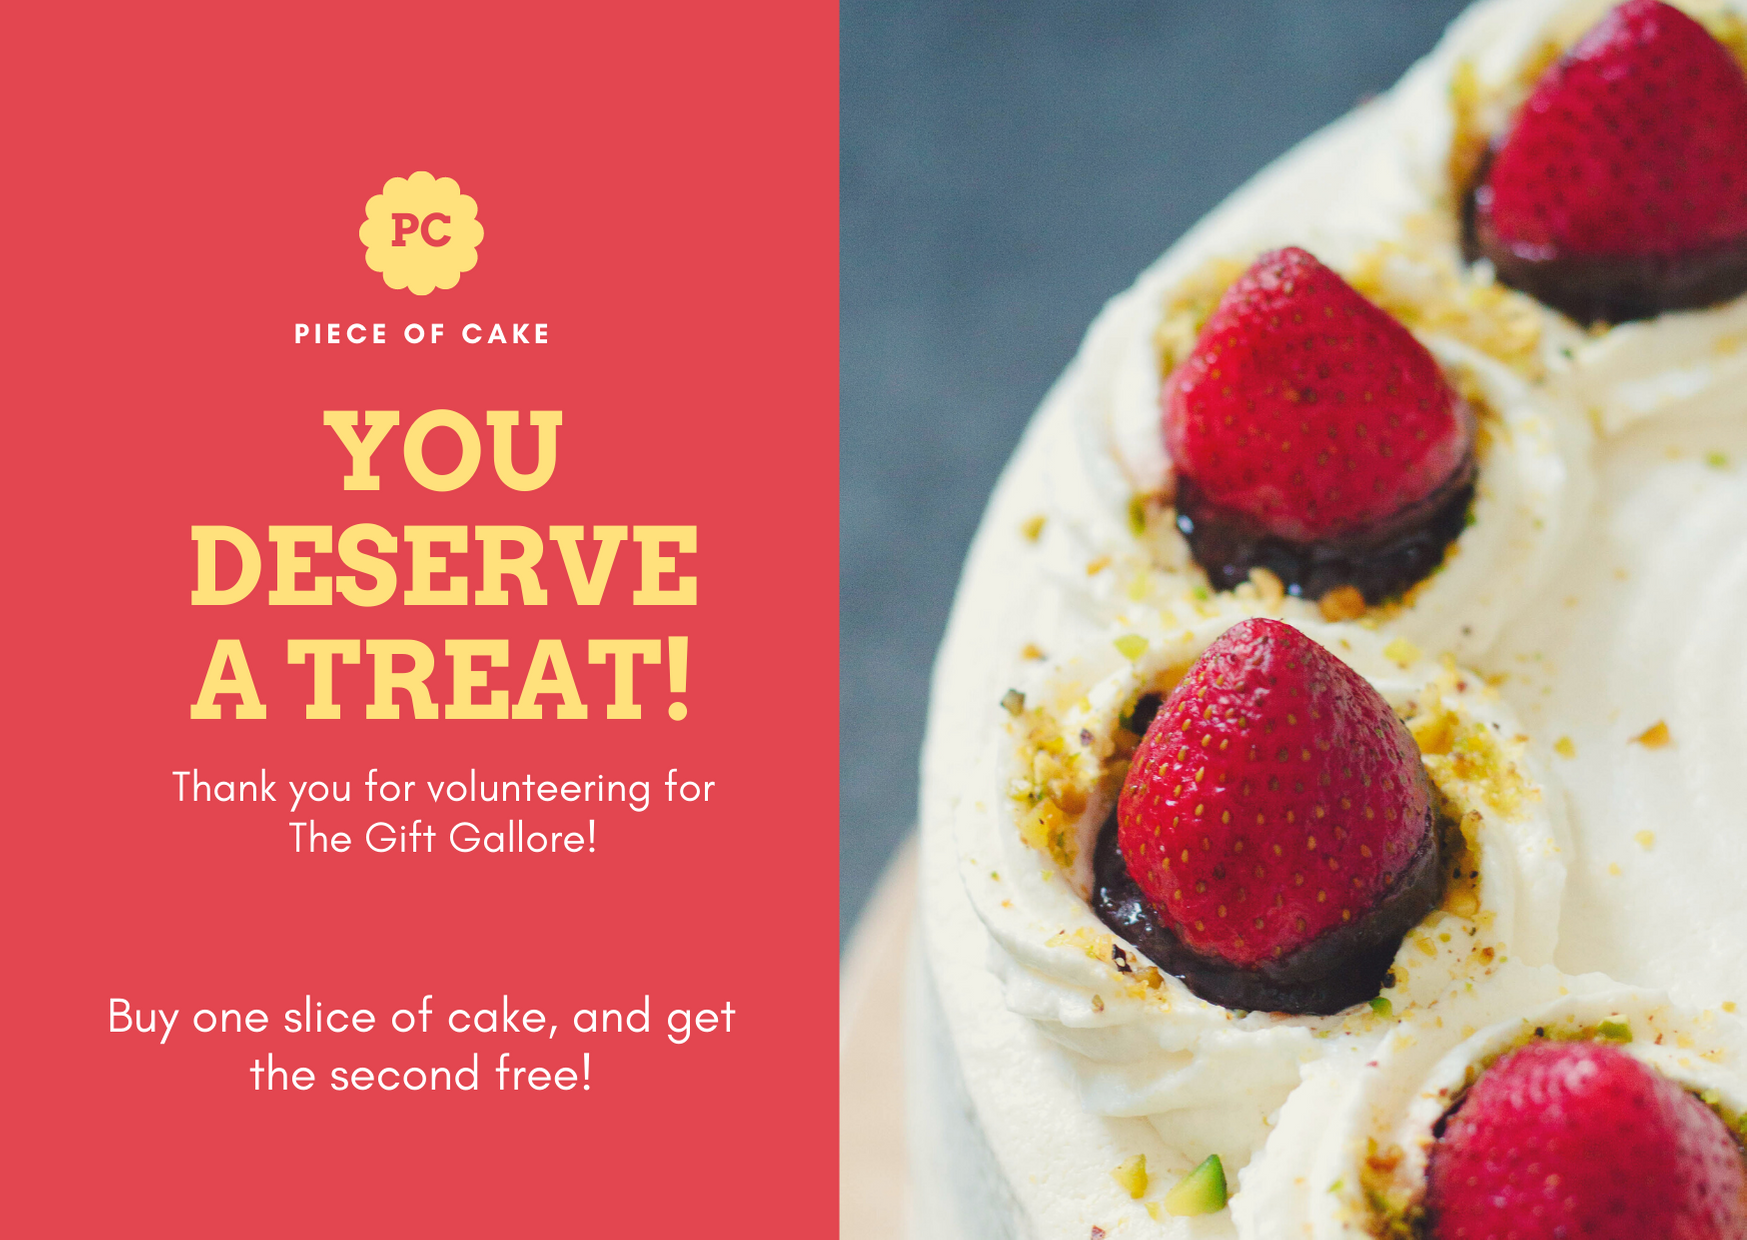 PC
PIECE OF CAKE
YOU
DESERVE
A TREAT!
Thank you for volunteering for
The Gift Gallore!
Buy one slice of cake, and get
the second free!